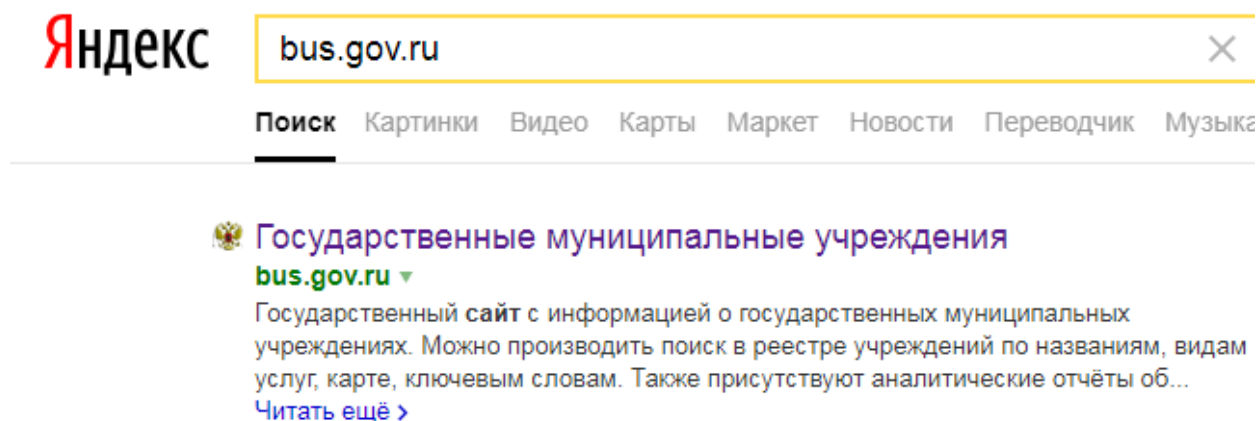 Яндекс
bus.gov.ru
Поиск Картинки Видео Карты Маркет Новости Переводчик Музыка
Государственные муниципальные учреждения
bus.gov.ru
Государственный сайт с информацией о государственных муниципальных
учреждениях. Можно производить поиск в реестре учреждений по названиям, видам
услуг, карте, ключевым словам. Также присутствуют аналитические отчёты об...
Читать ещё >